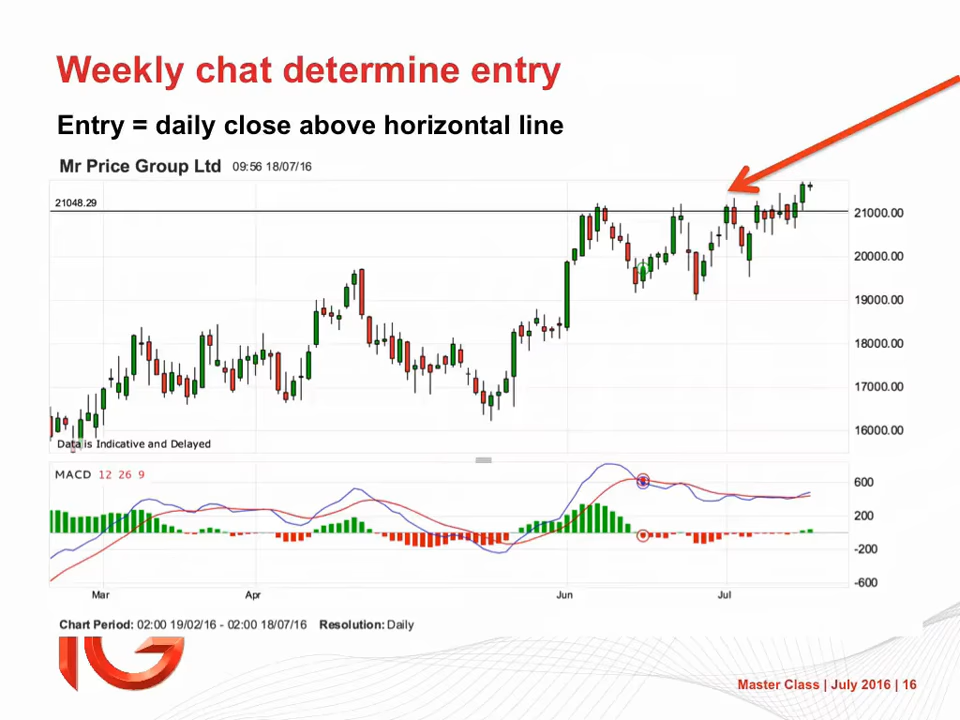 Weekly chat determine entry
Entry = daily close above horizontal line
Mr Price Group Ltd 09:56 18/07/16
21048.29
21000.00
20000.00
19000.00
18000.00
17000.00
16000.00
Data is Indicative and Delayed
MACD 12 26 9
600
200
-200
-600
Mar Apr Jun Jul
Chart Period: 02:00 19/02/16 - 02:00 18/07/16 Resolution: Daily
IG
Master Class | July 2016 | 16